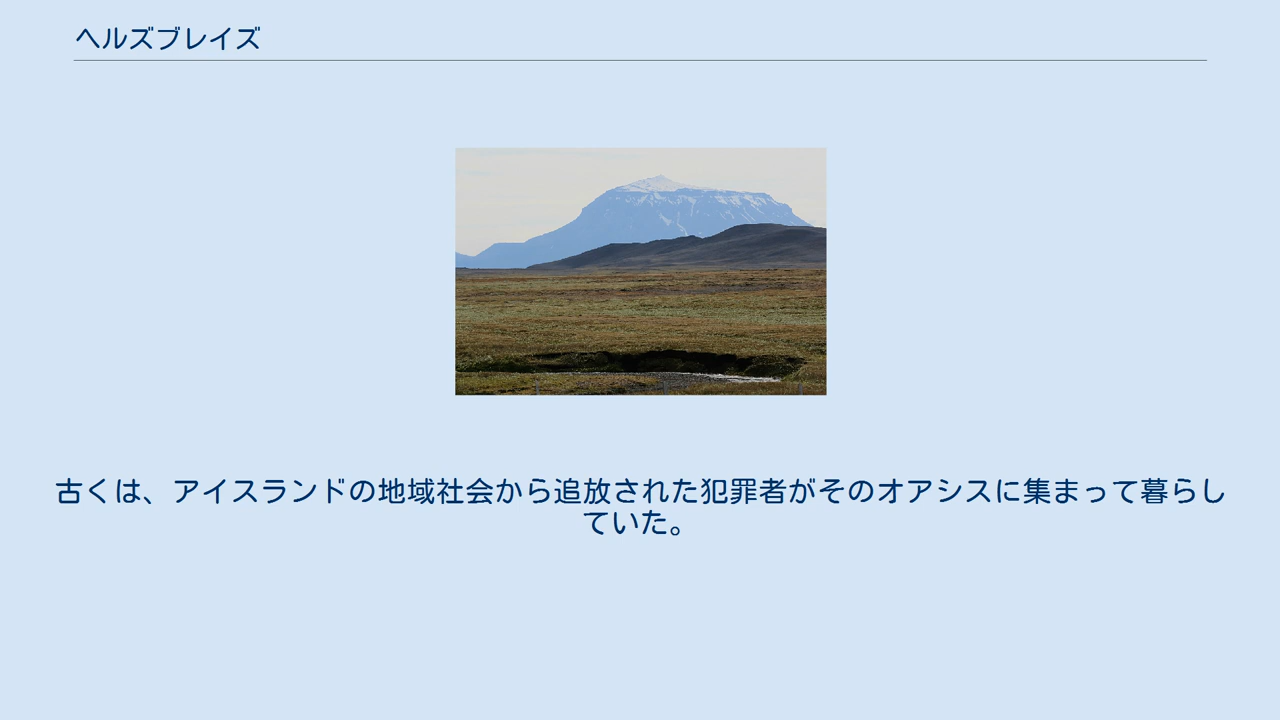 ヘルズブレイズ
古くは、アイスランドの地域社会から追放された犯罪者がそのオアシスに集まって暮らし
ていた。